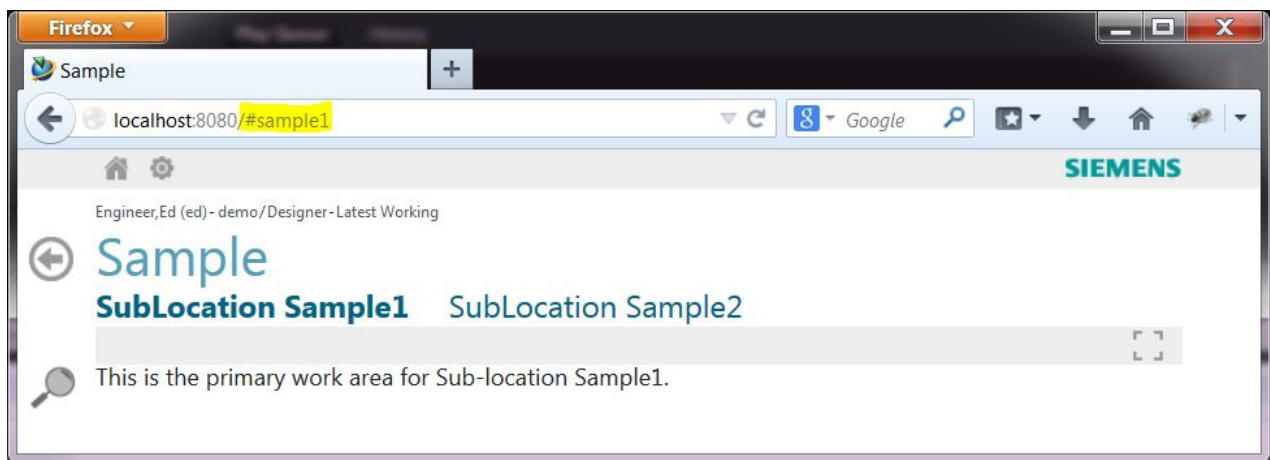 Firefox
Sample
+
localhost:8080/#sample1
8 Google
SIEMENS
Engineer,Ed (ed) - demo/Designer - Latest Working
Sample
SubLocation Sample1 SubLocation Sample2
This is the primary work area for Sub-location Sample1.